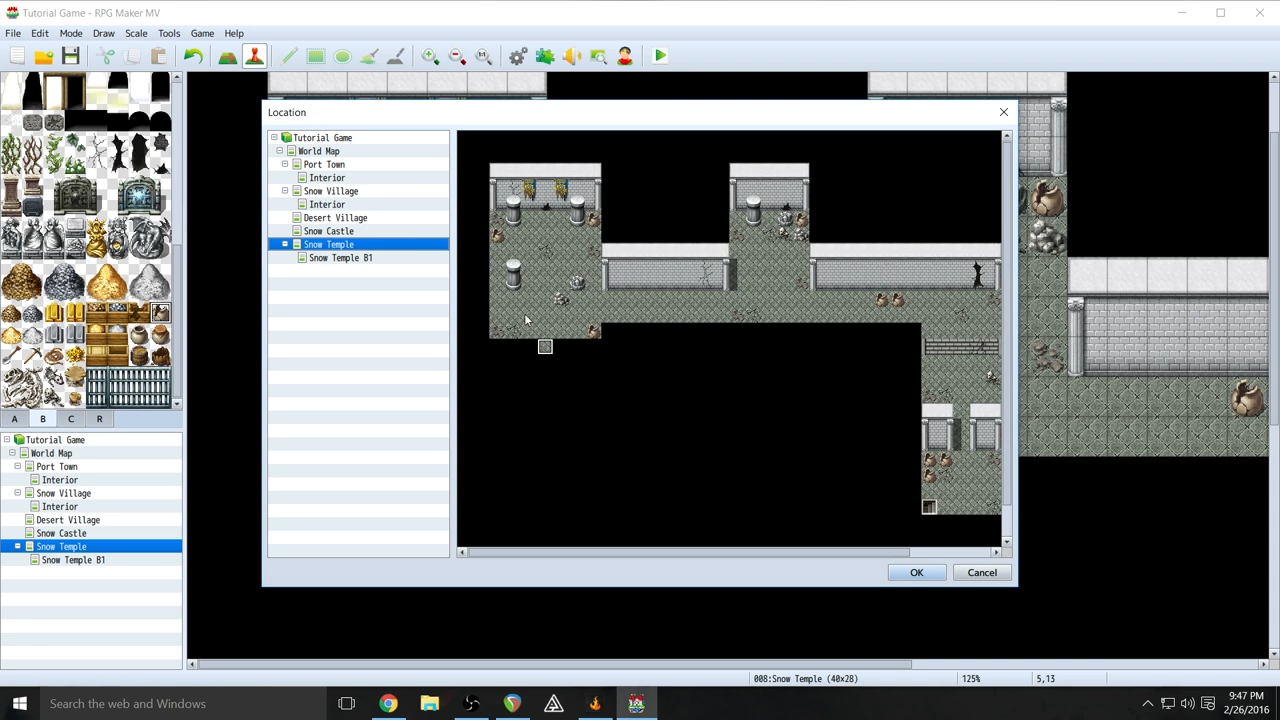 Tutorial Game - RPG Maker MV
File Edit Mode Draw Scale Tools Game Help
Location
Tutorial Game
World Map
Port Town
Interior
Snow Village
Interior
Desert Village
Snow Castle
Snow Temple
Snow Temple B1
OK Cancel
A B C R
Tutorial Game
World Map
Port Town
Interior
Snow Village
Interior
Desert Village
Snow Castle
Snow Temple
Snow Temple B1
008:Snow Temple (40×28) 125% 5,13
Search the web and Windows
9:47 PM
2/26/2016